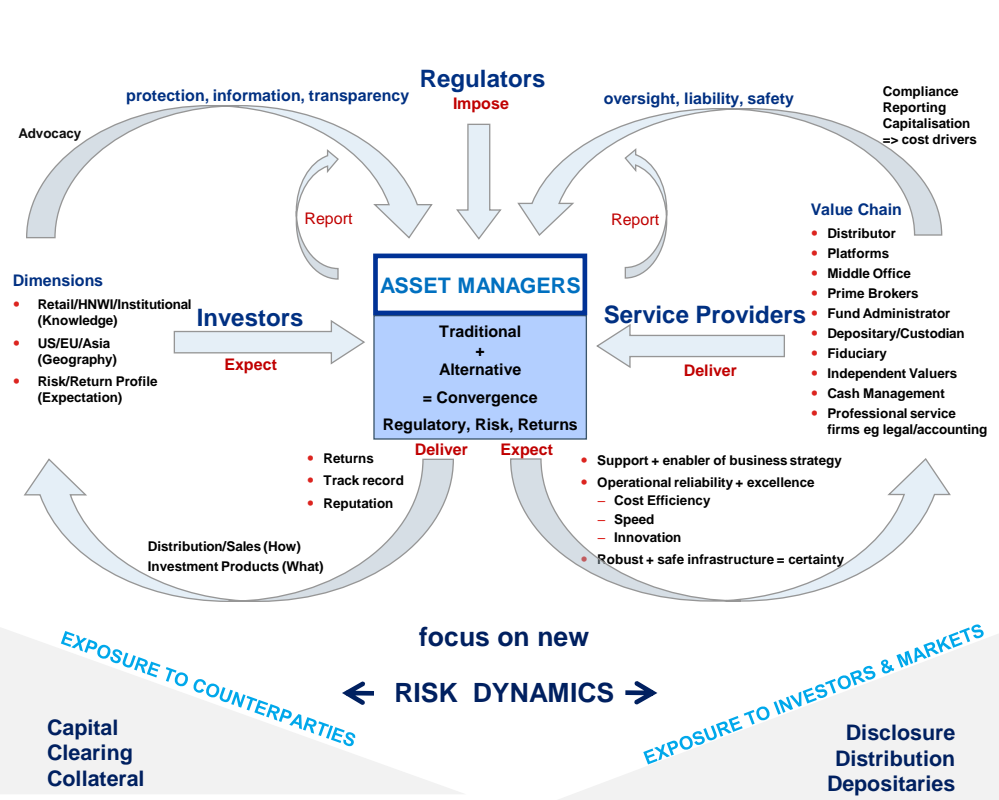 Regulators
Impose
protection, information, transparency
oversight, liability, safety
Advocacy
Compliance
Reporting
Capitalisation
=> cost drivers
Report
Report
Dimensions
• Retail/HNWI/Institutional
(Knowledge)
• US/EU/Asia
(Geography)
• Risk/Return Profile
(Expectation)
Investors
Expect
ASSET MANAGERS
Traditional
+
Alternative
= Convergence
Regulatory, Risk, Returns
Service Providers
Deliver
Value Chain
• Distributor
• Platforms
• Middle Office
• Prime Brokers
• Fund Administrator
• Depositary/Custodian
• Fiduciary
• Independent Valuers
• Cash Management
• Professional service
firms eg legal/accounting
Deliver
• Returns
• Track record
• Reputation
Distribution/Sales (How)
Investment Products (What)
Expect
• Support + enabler of business strategy
• Operational reliability + excellence
– Cost Efficiency
– Speed
– Innovation
• Robust + safe infrastructure = certainty
focus on new
RISK DYNAMICS
EXPOSURE TO COUNTERPARTIES
Capital
Clearing
Collateral
EXPOSURE TO INVESTORS & MARKETS
Disclosure
Distribution
Depositaries